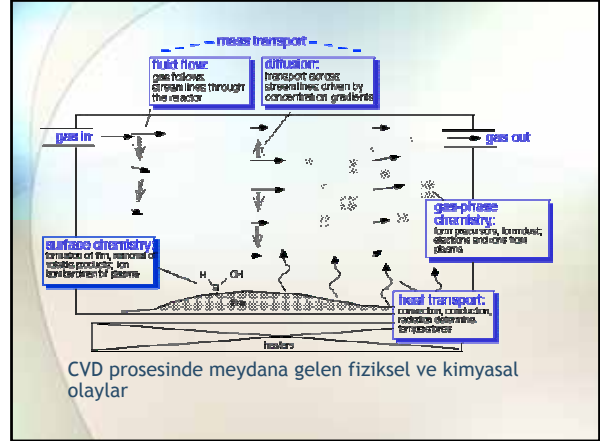 mass transport
fluid flow:
gas follows
streamlines through
the reactor
diffusion:
transport across
streamlines driven by
concentration gradients
gas in
gas out
gas-phase
chemistry:
form precursors, form dust,
electrons and ions from
plasma
surface chemistry:
formation of film, removal of
volatile products, ion
bombardment if plasma
H
Si
OH
film
heat transport:
convection, conduction,
radiation determine
temperatures
heaters
CVD prosesinde meydana gelen fiziksel ve kimyasal
olaylar